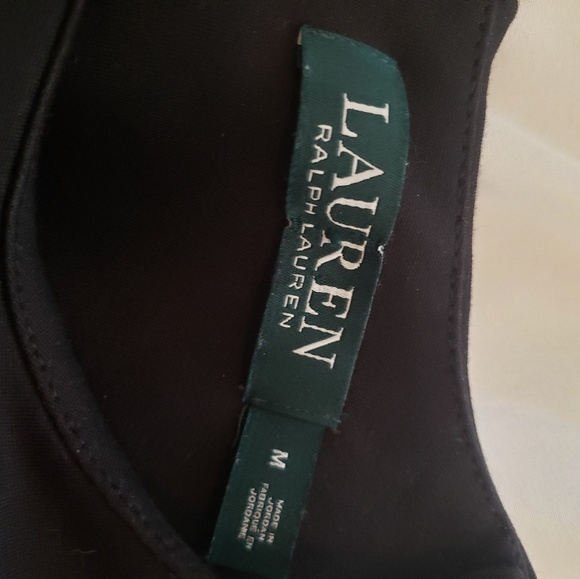 LAUREN
RALPH LAUREN
M
MADE IN
JORDAN
FABRIQUÉ EN
JORDANIE